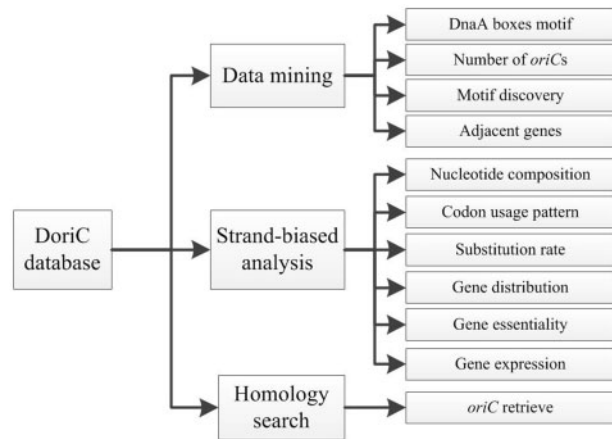 DoriC
database
Data mining
DnaA boxes motif
Number of oriCs
Motif discovery
Adjacent genes
Strand-biased
analysis
Nucleotide composition
Codon usage pattern
Substitution rate
Gene distribution
Gene essentiality
Gene expression
Homology
search
oriC retrieve